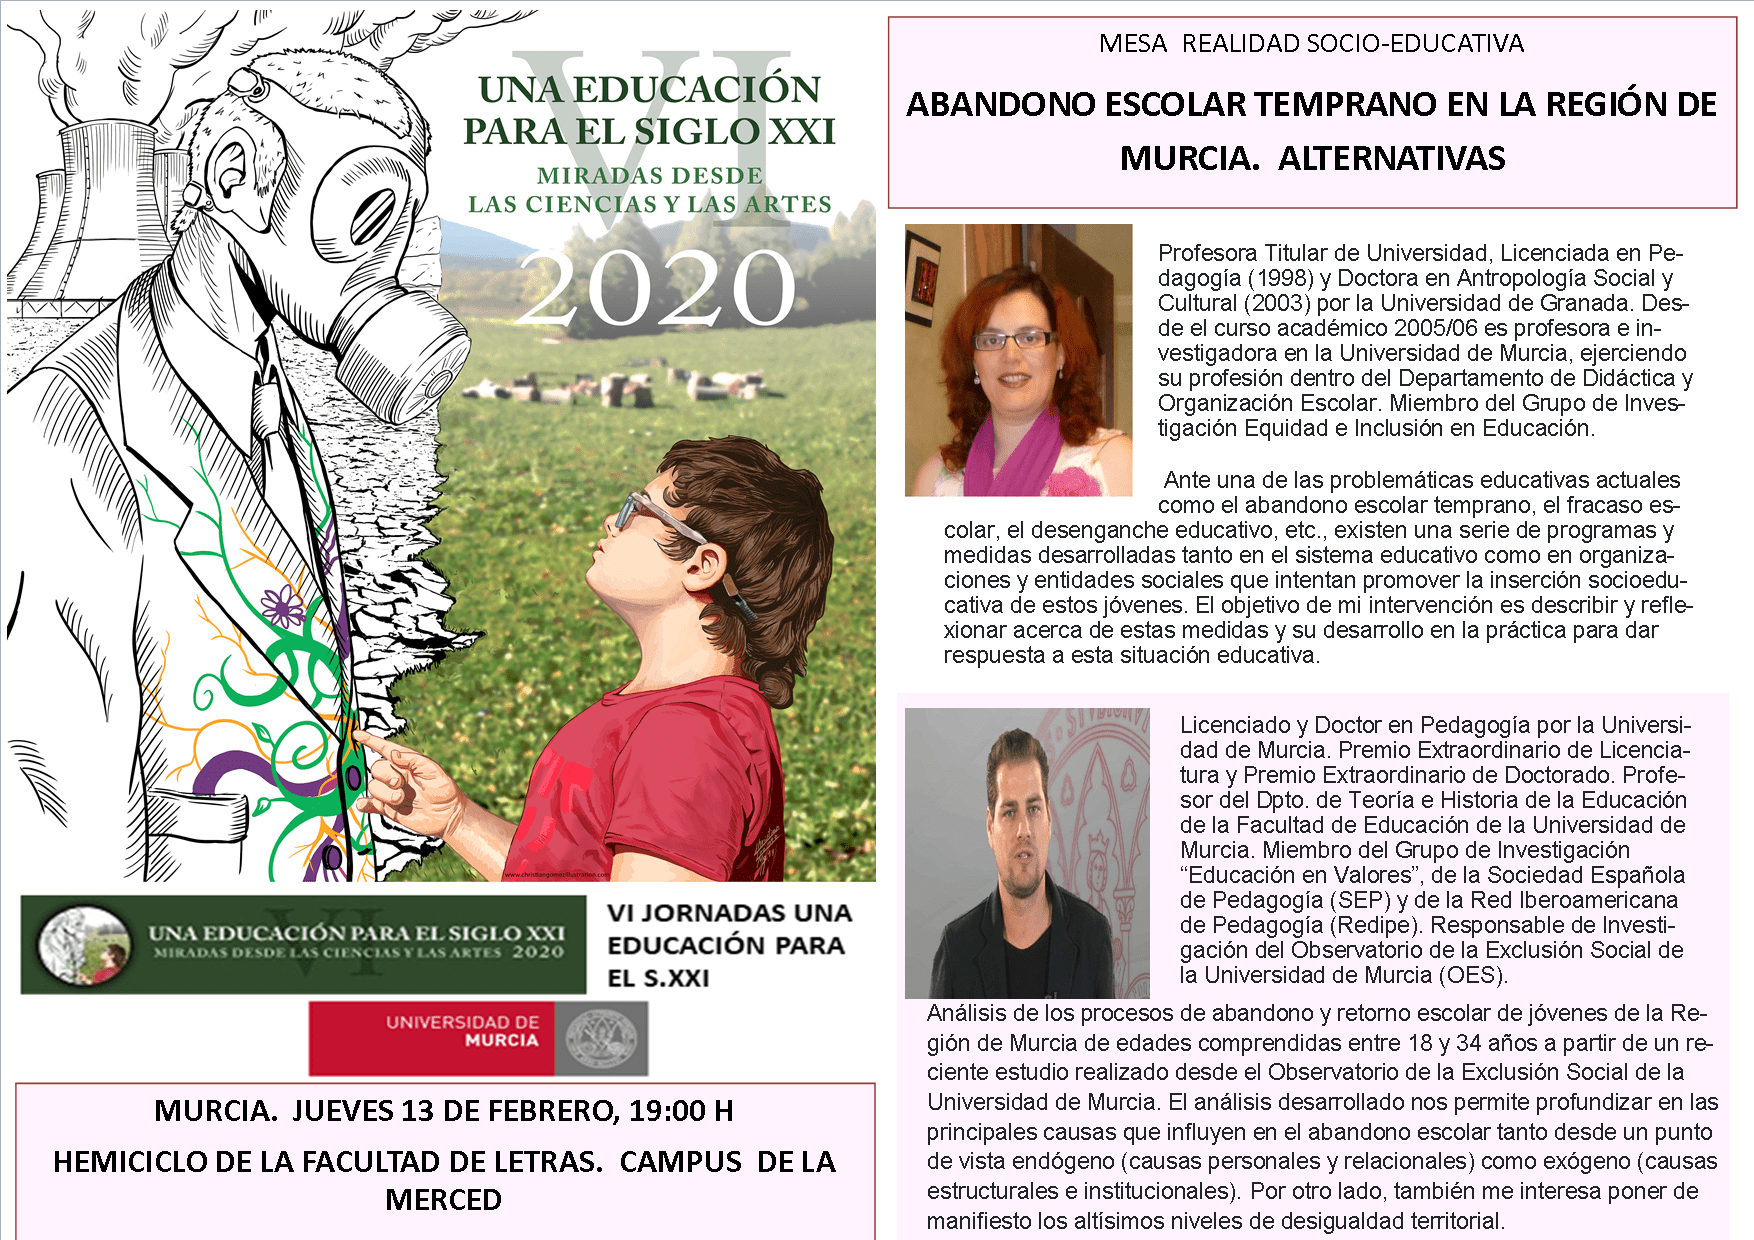 VI
UNA EDUCACIÓN
PARA EL SIGLO XXI
MIRADAS DESDE
LAS CIENCIAS Y LAS ARTES
2020
www.christiangomesillustration.com
VI
UNA EDUCACIÓN PARA EL SIGLO XXI
MIRADAS DESDE LAS CIENCIAS Y LAS ARTES 2020
VI JORNADAS UNA
EDUCACIÓN PARA
EL S.XXI
UNIVERSIDAD DE
MURCIA
MURCIA. JUEVES 13 DE FEBRERO, 19:00 H
HEMICICLO DE LA FACULTAD DE LETRAS. CAMPUS DE LA
MERCED
MESA REALIDAD SOCIO-EDUCATIVA
ABANDONO ESCOLAR TEMPRANO EN LA REGIÓN DE
MURCIA. ALTERNATIVAS
Profesora Titular de Universidad, Licenciada en Pe-
dagogía (1998) y Doctora en Antropología Social y
Cultural (2003) por la Universidad de Granada. Des-
de el curso académico 2005/06 es profesora e in-
vestigadora en la Universidad de Murcia, ejerciendo
su profesión dentro del Departamento de Didáctica y
Organización Escolar. Miembro del Grupo de Inves-
tigación Equidad e Inclusión en Educación.
Ante una de las problemáticas educativas actuales
como el abandono escolar temprano, el fracaso es-
colar, el desenganche educativo, etc., existen una serie de programas y
medidas desarrolladas tanto en el sistema educativo como en organiza-
ciones y entidades sociales que intentan promover la inserción socioedu-
cativa de estos jóvenes. El objetivo de mi intervención es describir y refle-
xionar acerca de estas medidas y su desarrollo en la práctica para dar
respuesta a esta situación educativa.
Licenciado y Doctor en Pedagogía por la Universi-
dad de Murcia. Premio Extraordinario de Licencia-
tura y Premio Extraordinario de Doctorado. Profe-
sor del Dpto. de Teoría e Historia de la Educación
de la Facultad de Educación de la Universidad de
Murcia. Miembro del Grupo de Investigación
“Educación en Valores”, de la Sociedad Española
de Pedagogía (SEP) y de la Red Iberoamericana
de Pedagogía (Redipe). Responsable de Investi-
gación del Observatorio de la Exclusión Social de
la Universidad de Murcia (OES).
Análisis de los procesos de abandono y retorno escolar de jóvenes de la Re-
gión de Murcia de edades comprendidas entre 18 y 34 años a partir de un re-
ciente estudio realizado desde el Observatorio de la Exclusión Social de la
Universidad de Murcia. El análisis desarrollado nos permite profundizar en las
principales causas que influyen en el abandono escolar tanto desde un punto
de vista endógeno (causas personales y relacionales) como exógeno (causas
estructurales e institucionales). Por otro lado, también me interesa poner de
manifiesto los altísimos niveles de desigualdad territorial.